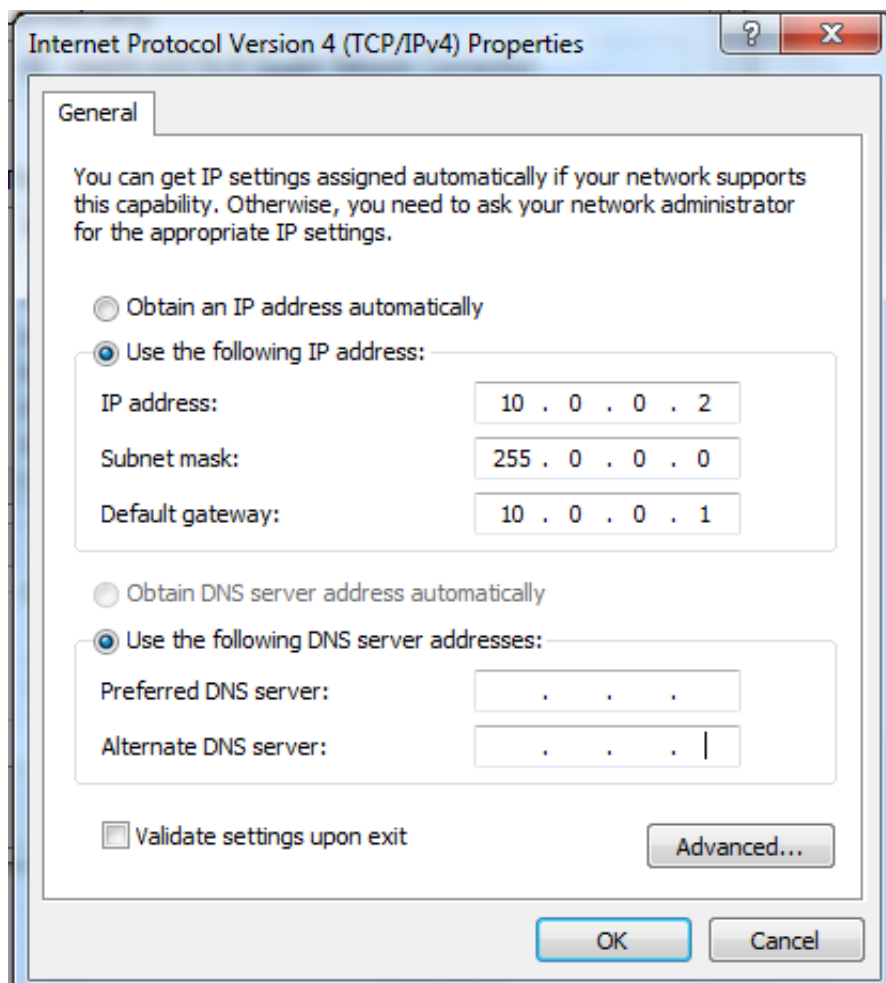 Internet Protocol Version 4 (TCP/IPv4) Properties
?
General
You can get IP settings assigned automatically if your network supports
this capability. Otherwise, you need to ask your network administrator
for the appropriate IP settings.
Obtain an IP address automatically
Use the following IP address:
IP address: 10 . 0 . 0 . 2
Subnet mask: 255 . 0 . 0 . 0
Default gateway: 10 . 0 . 0 . 1
Obtain DNS server address automatically
Use the following DNS server addresses:
Preferred DNS server: . . .
Alternate DNS server: . . .
Validate settings upon exit
Advanced...
OK Cancel